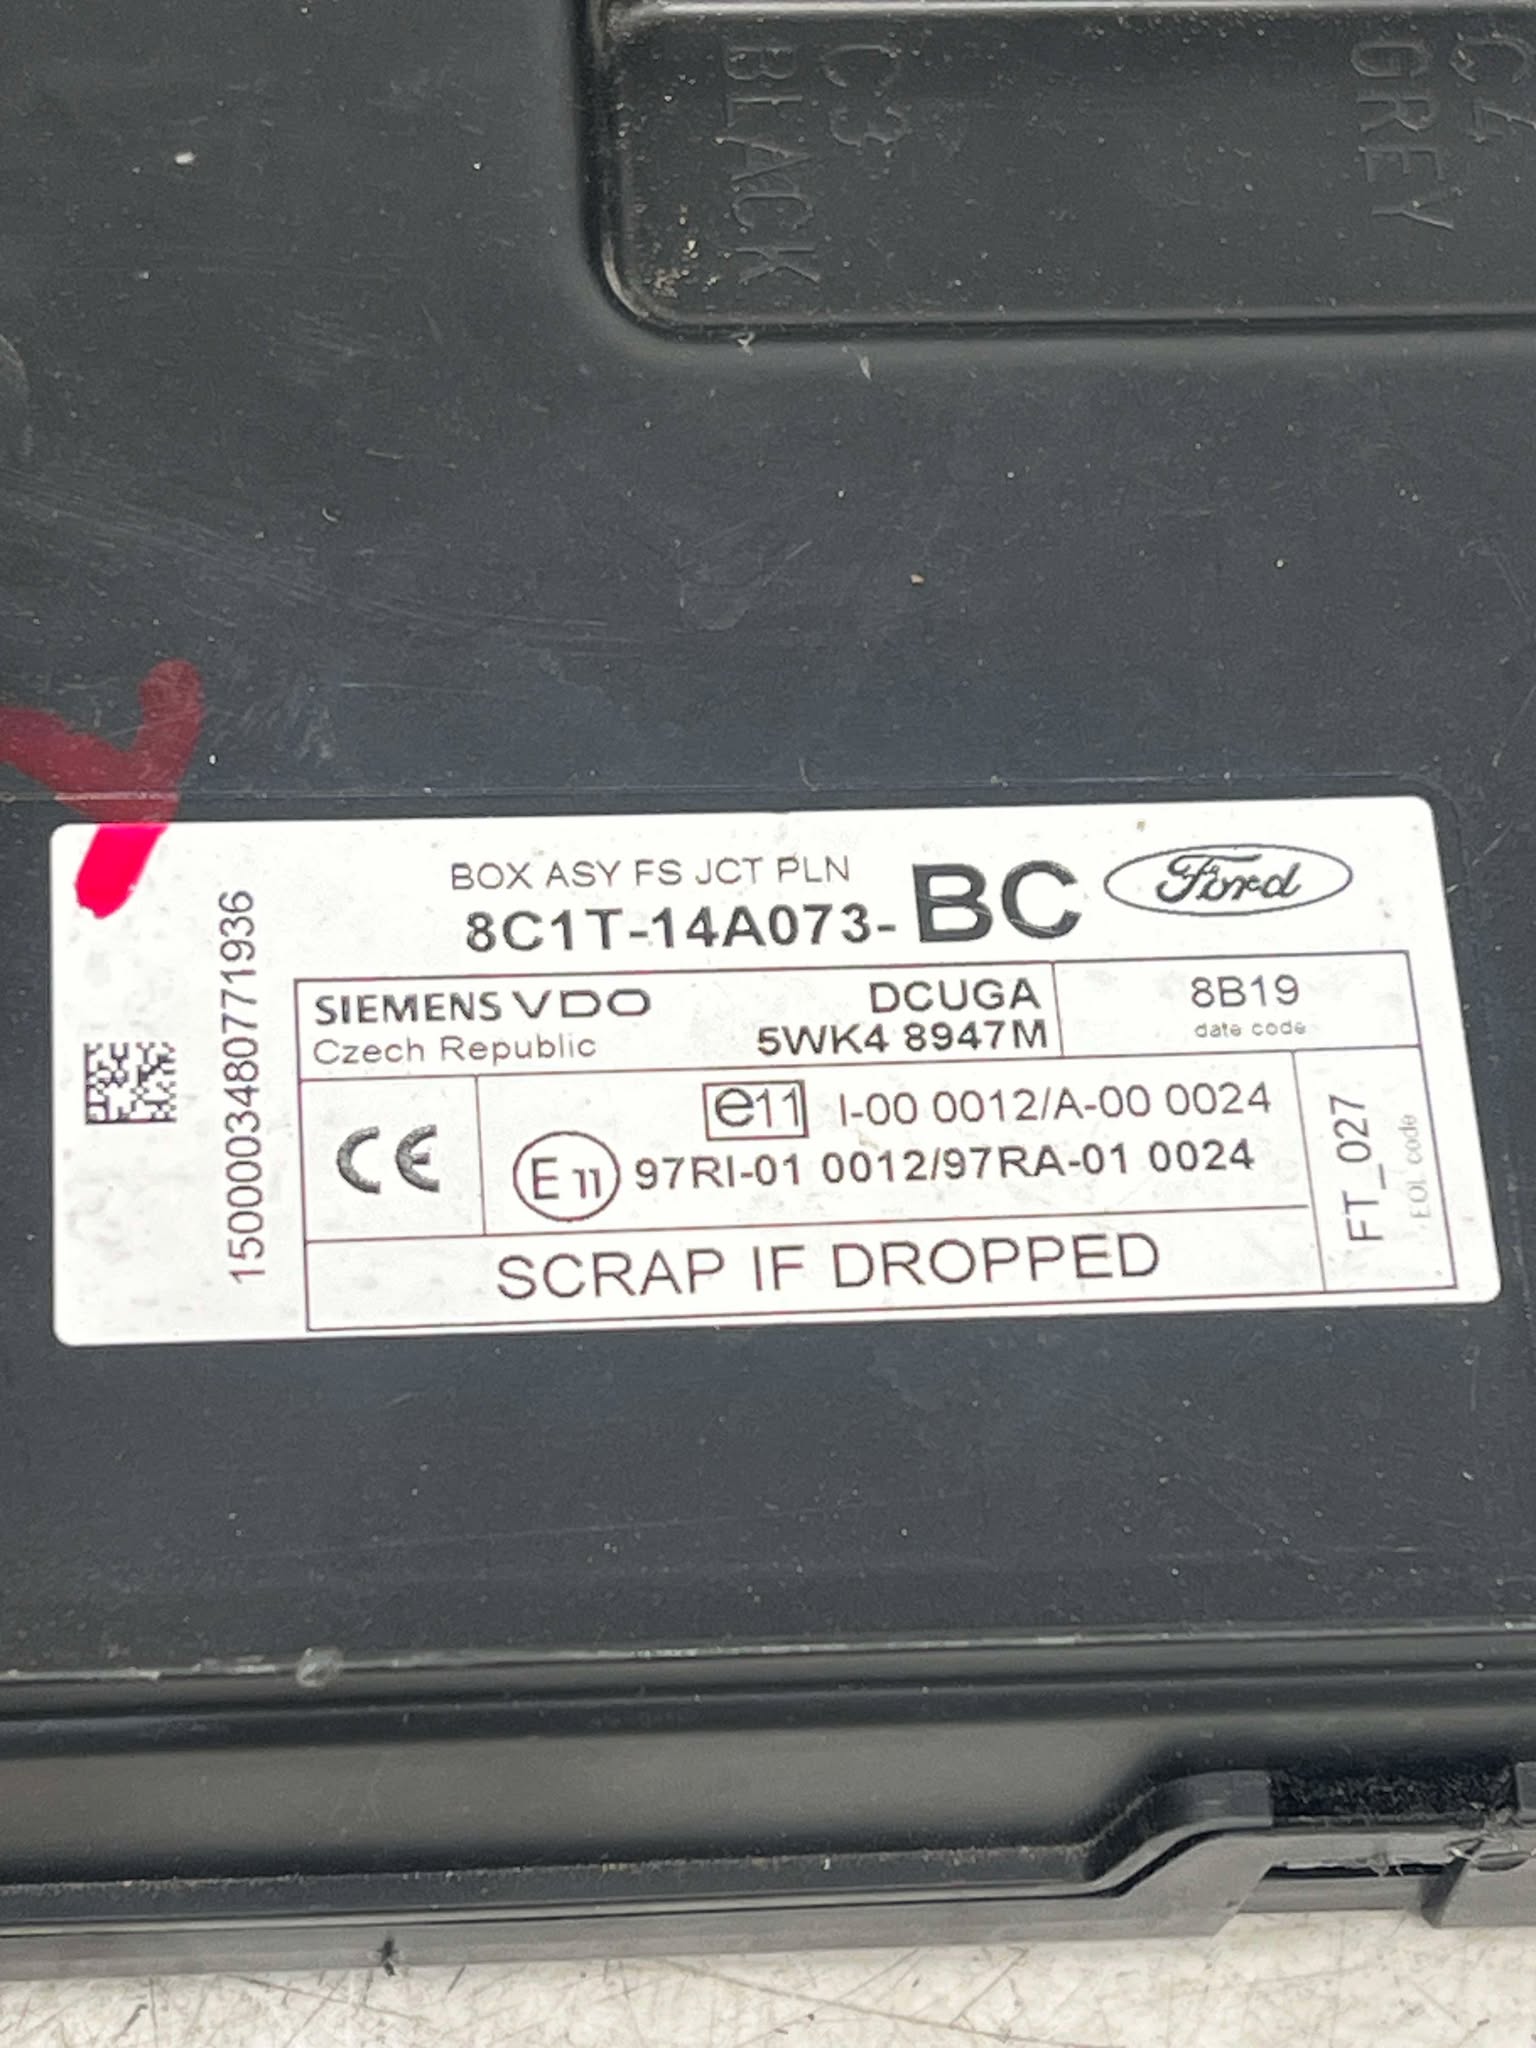 C3
BLACK
C4
GREY
BOX ASY FS JCT PLN
8C1T-14A073-BC
Ford
150003480771936
SIEMENS VDO
Czech Republic
DCUGA
5WK4 8947M
8B19
date code
CE
e11 I-00 0012/A-00 0024
E11 97RI-01 0012/97RA-01 0024
FT_027
EOL code
SCRAP IF DROPPED